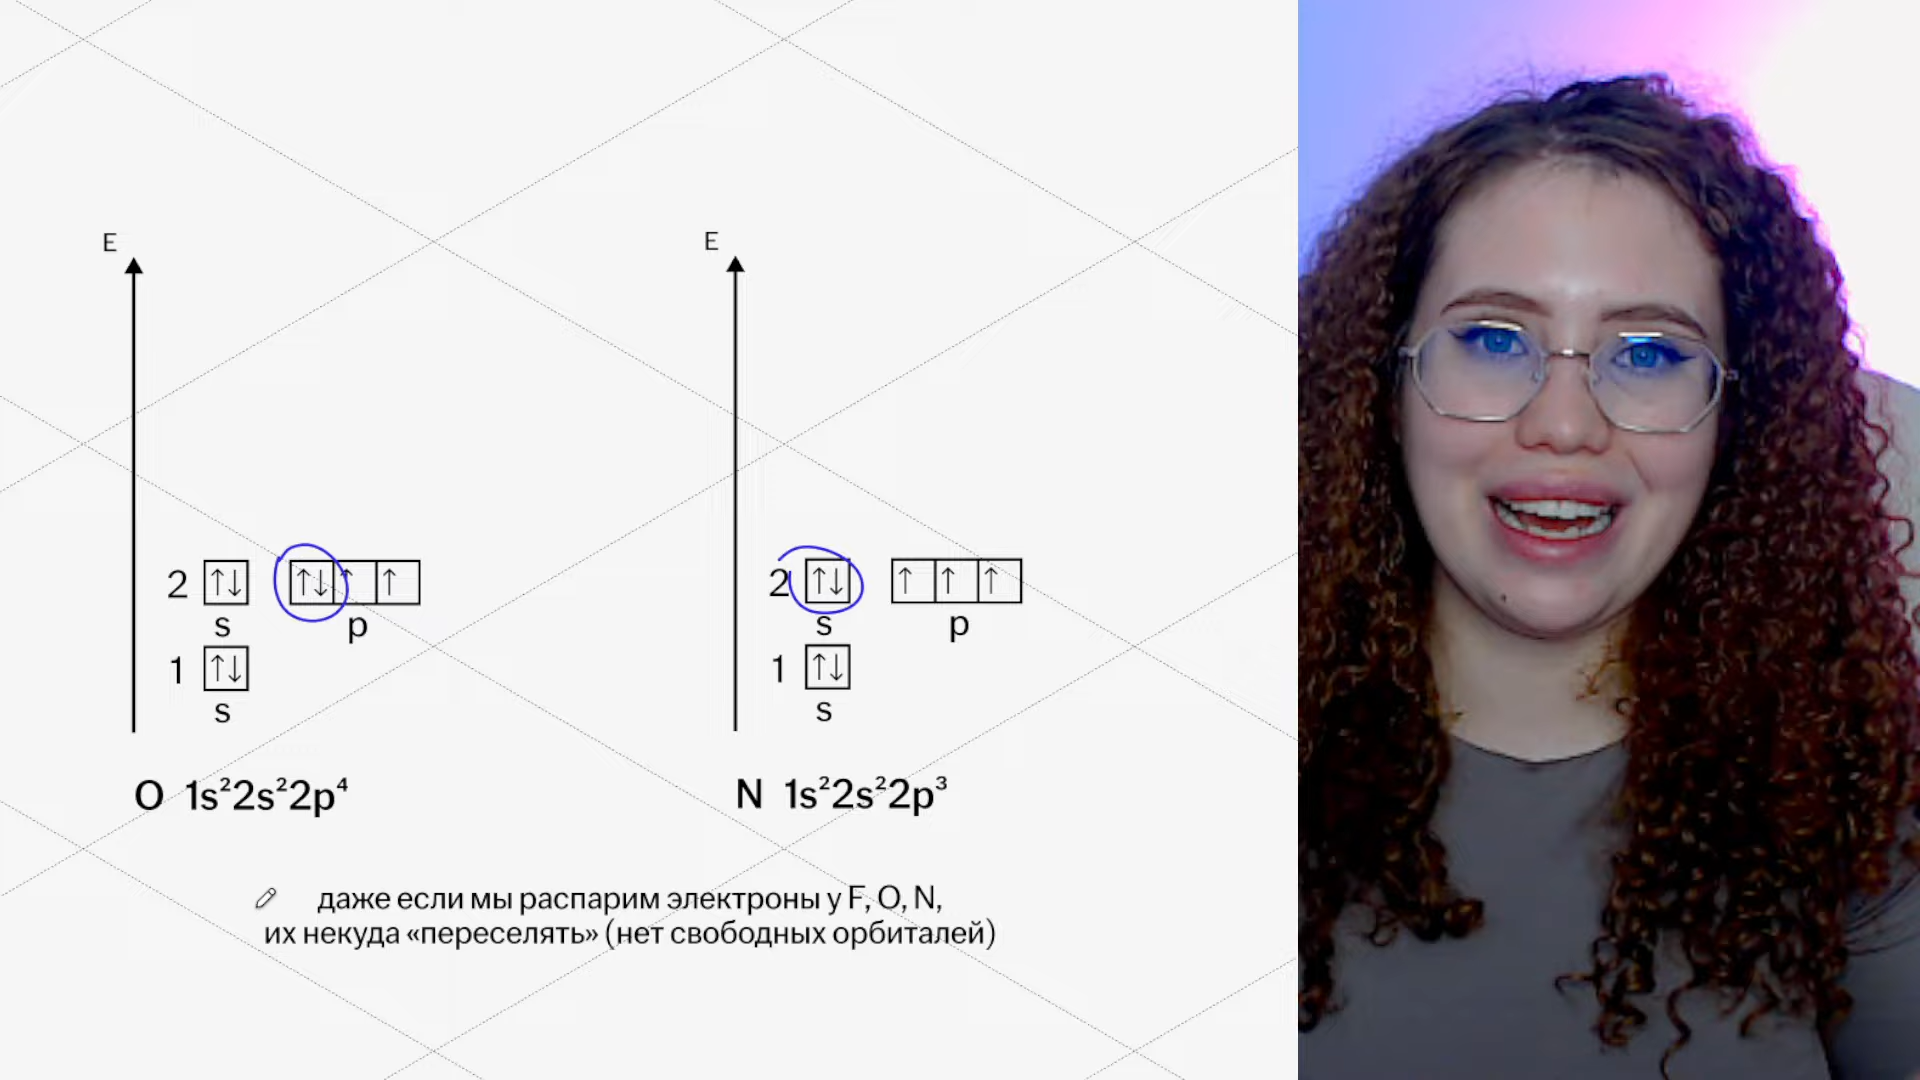 E
2 ↑↓ ↑↓ ↑ ↑
s p
1 ↑↓
s
O 1s²2s²2p⁴
E
2 ↑↓ ↑ ↑ ↑
s p
1 ↑↓
s
N 1s²2s²2p³
даже если мы распарим электроны у F, O, N,
их некуда «переселять» (нет свободных орбиталей)